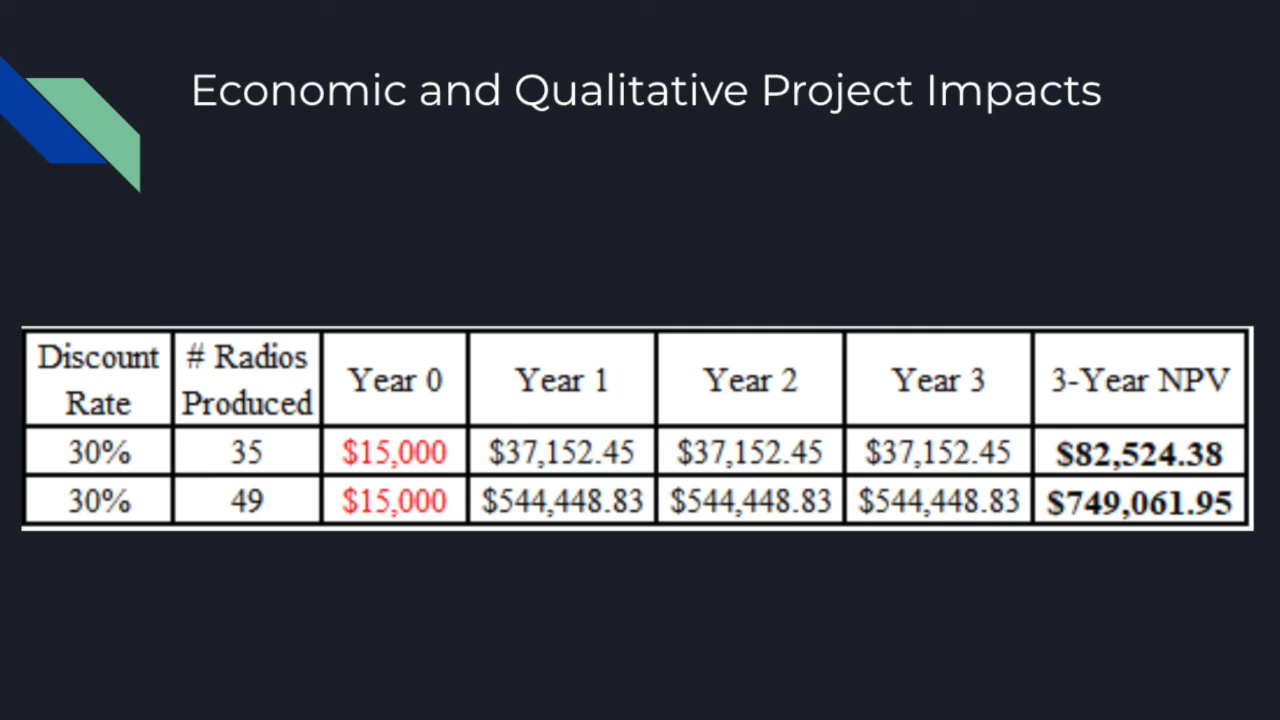 Economic and Qualitative Project Impacts
Discount Rate | # Radios Produced | Year 0 | Year 1 | Year 2 | Year 3 | 3-Year NPV
30% | 35 | $15,000 | $37,152.45 | $37,152.45 | $37,152.45 | $82,524.38
30% | 49 | $15,000 | $544,448.83 | $544,448.83 | $544,448.83 | $749,061.95